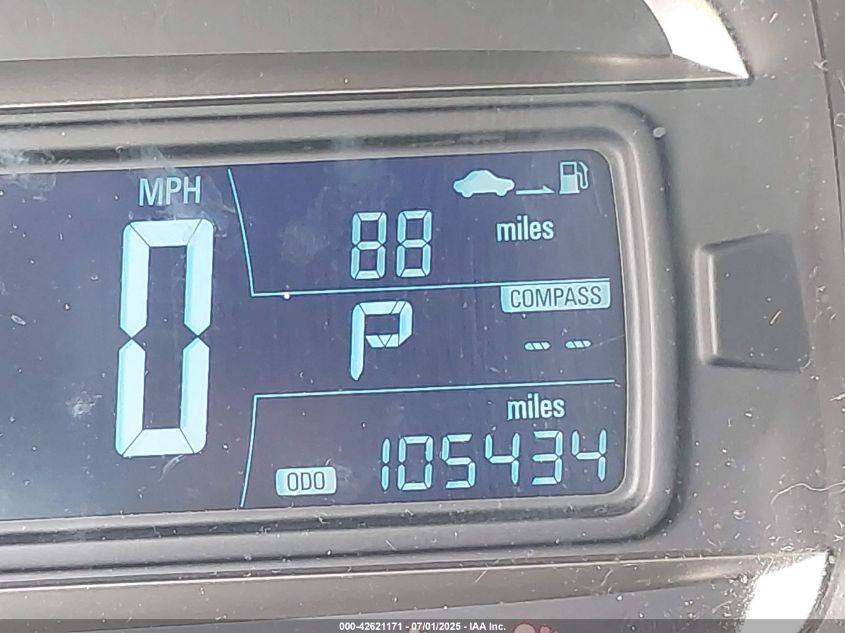 MPH
0
88
miles
COMPASS
P
-- --
miles
ODO 105434
000-42621171 - 07/01/2025 - IAA Inc.